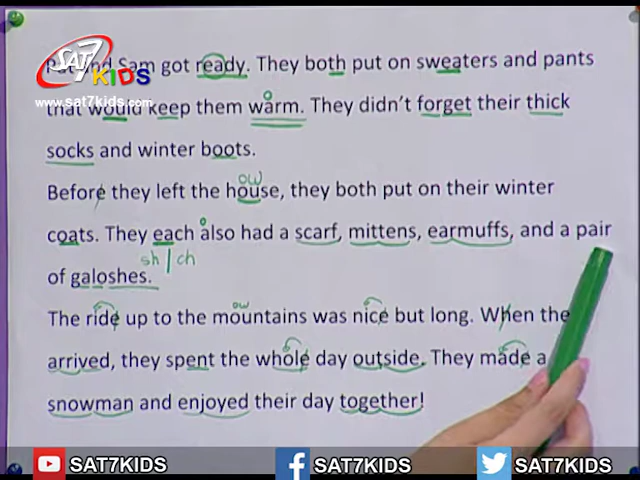 SAT7
KIDS
www.sat7kids.com
Pat and Sam got ready. They both put on sweaters and pants
that would keep them warm. They didn't forget their thick
socks and winter boots.
ow
Before they left the house, they both put on their winter
coats. They each also had a scarf, mittens, earmuffs, and a pair
sh | ch
of galoshes.
ow
The ride up to the mountains was nice but long. When the
arrived, they spent the whole day outside. They made a
snowman and enjoyed their day together!
SAT7KIDS SAT7KIDS SAT7KIDS